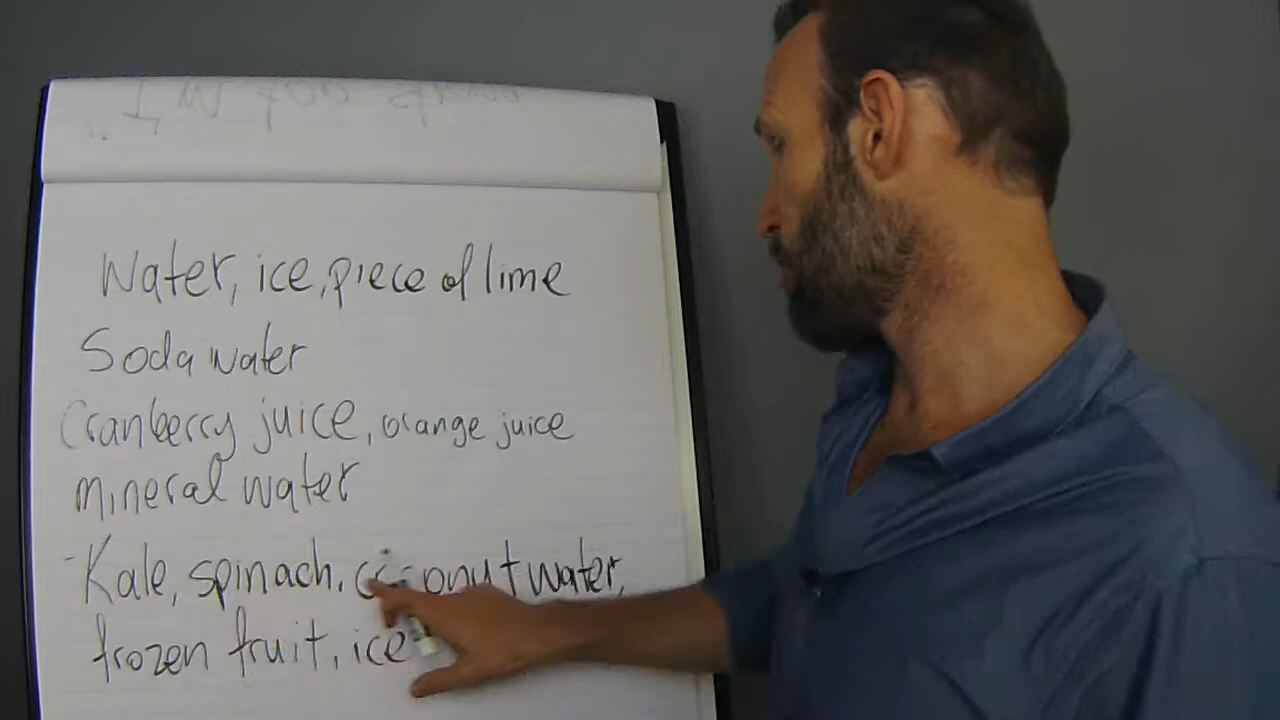 Water, ice, piece of lime
Soda water
Cranberry juice, orange juice
mineral water
-Kale, spinach, coconut water,
frozen fruit, ice